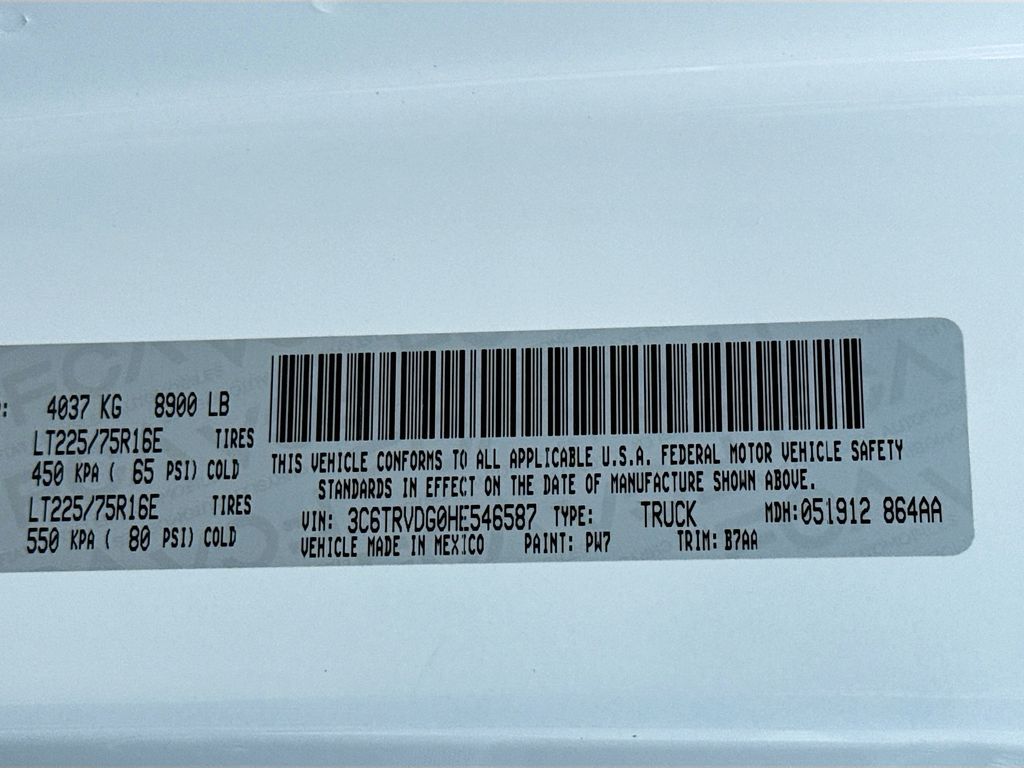 : 4037 KG 8900 LB
LT225/75R16E TIRES
450 KPA ( 65 PSI) COLD
LT225/75R16E TIRES
550 KPA ( 80 PSI) COLD
THIS VEHICLE CONFORMS TO ALL APPLICABLE U.S.A. FEDERAL MOTOR VEHICLE SAFETY
STANDARDS IN EFFECT ON THE DATE OF MANUFACTURE SHOWN ABOVE.
VIN: 3C6TRVDG0HE546587 TYPE: TRUCK MDH:051912 864AA
VEHICLE MADE IN MEXICO PAINT: PW7 TRIM: B7AA